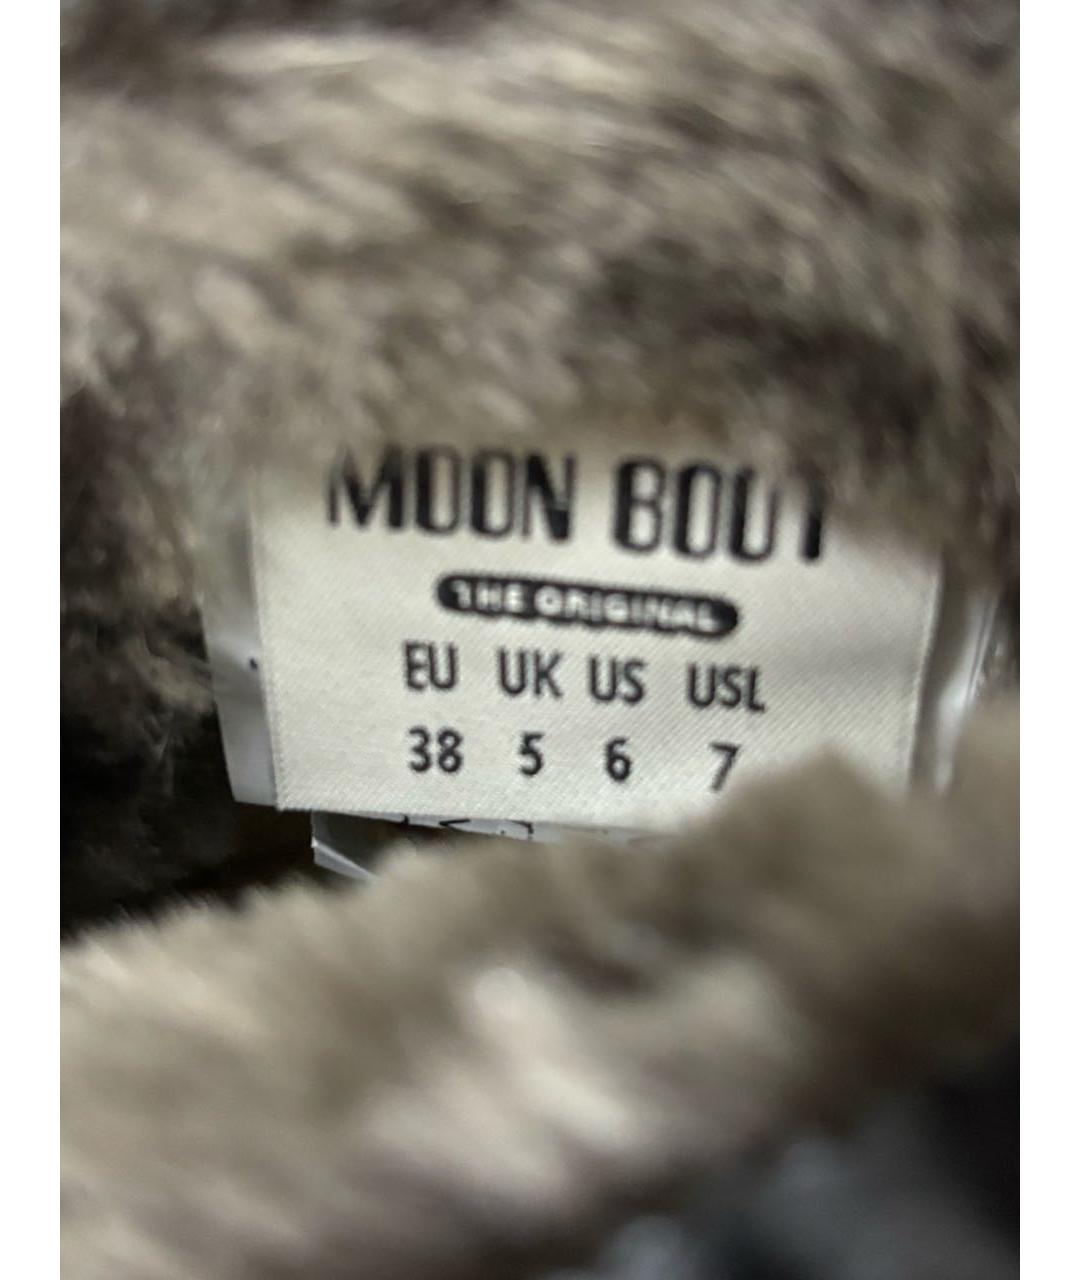 MOON BOOT
THE ORIGINAL
EU UK US USL
38 5 6 7